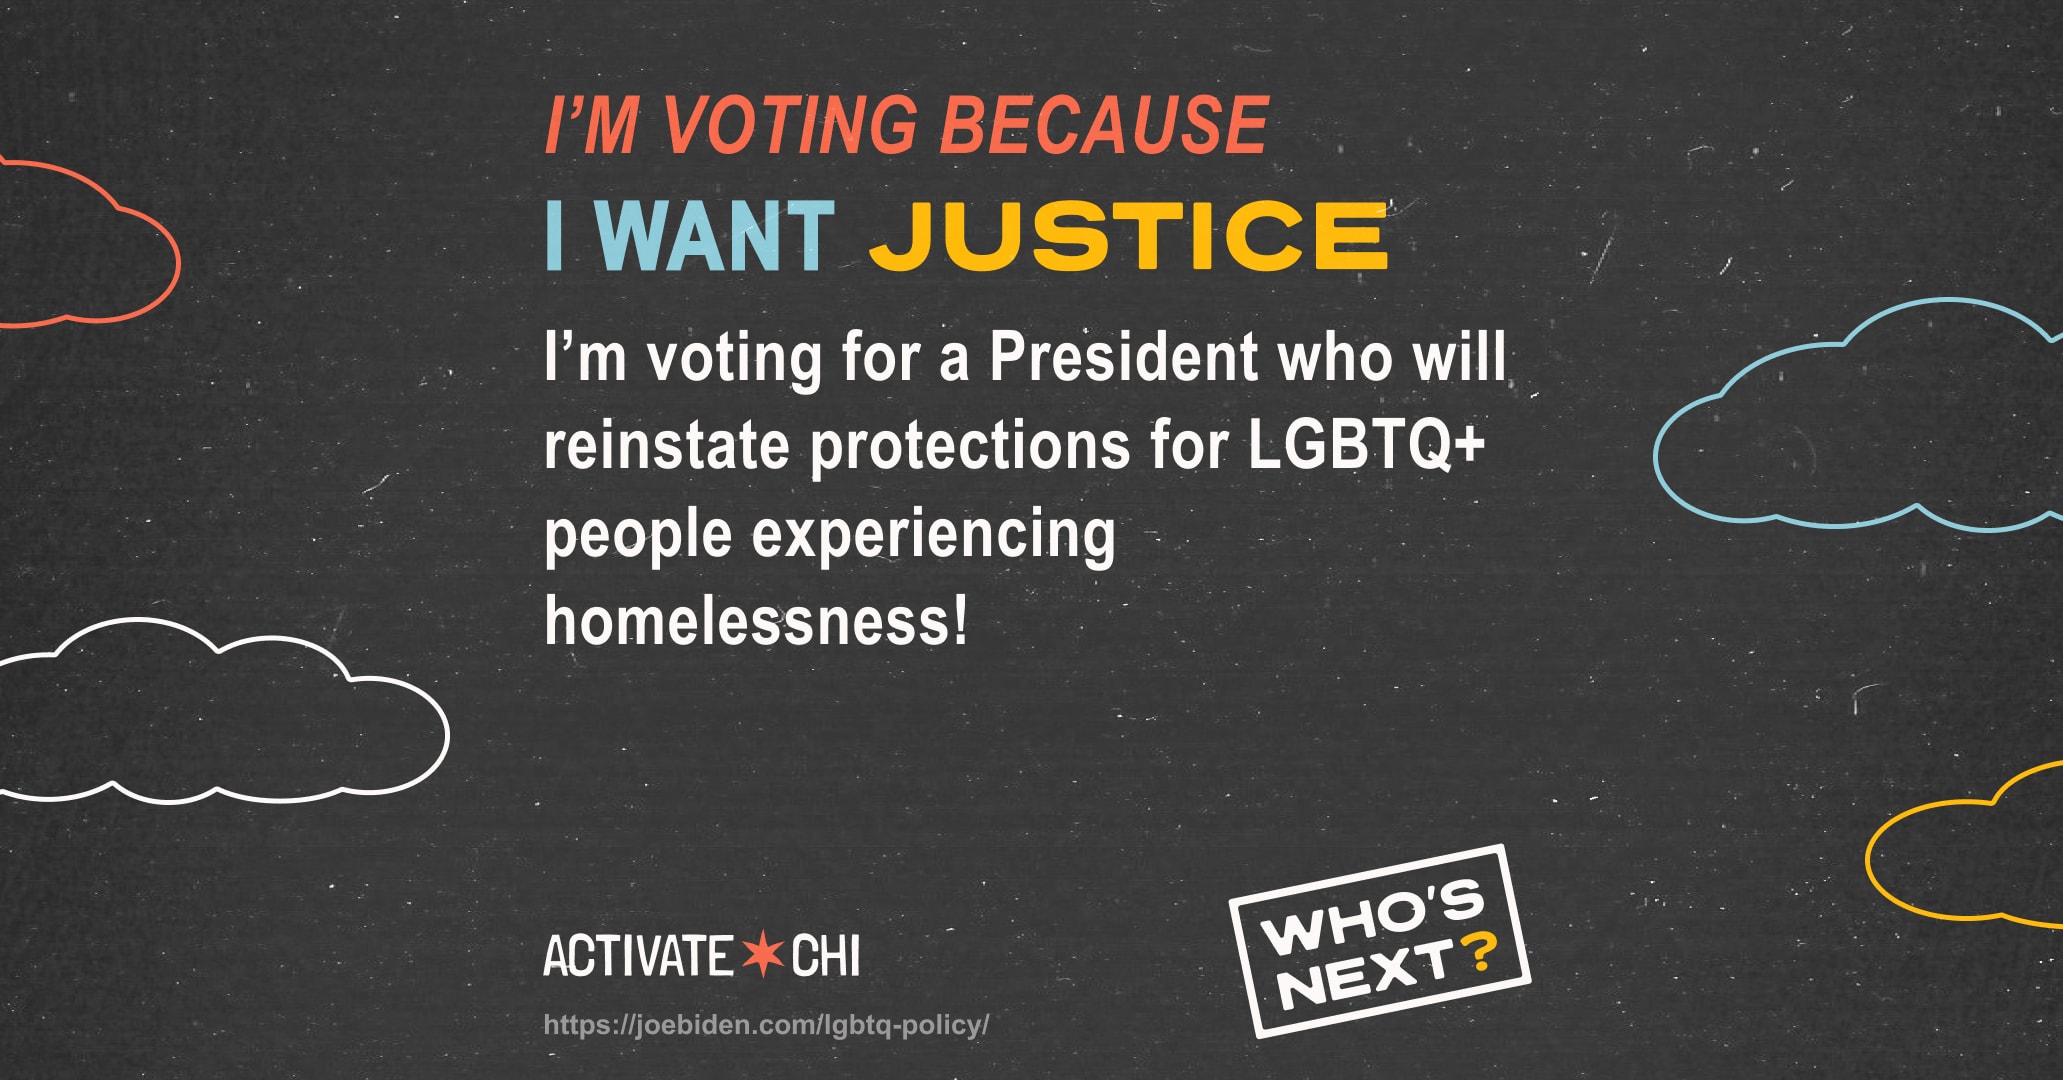 I’M VOTING BECAUSE
I WANT JUSTICE
I’m voting for a President who will
reinstate protections for LGBTQ+
people experiencing
homelessness!
ACTIVATE CHI
https://joebiden.com/lgbtq-policy/
WHO’S
NEXT?